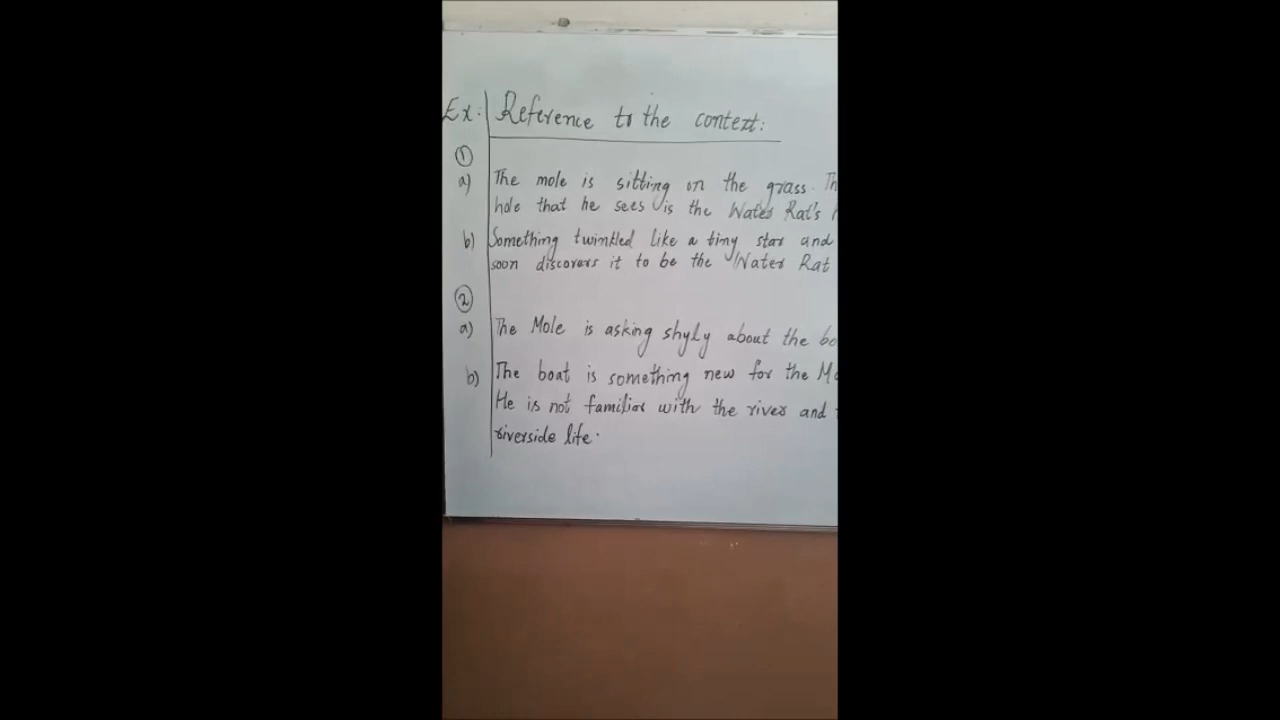 Ex: Reference to the context:
①
a) The mole is sitting on the grass. Th
hole that he sees is the Water Rat's
b) Something twinkled like a tiny star and
soon discovers it to be the Water Rat
②
a) The Mole is asking shyly about the bo
b) The boat is something new for the Mo
He is not familiar with the river and
riverside life.